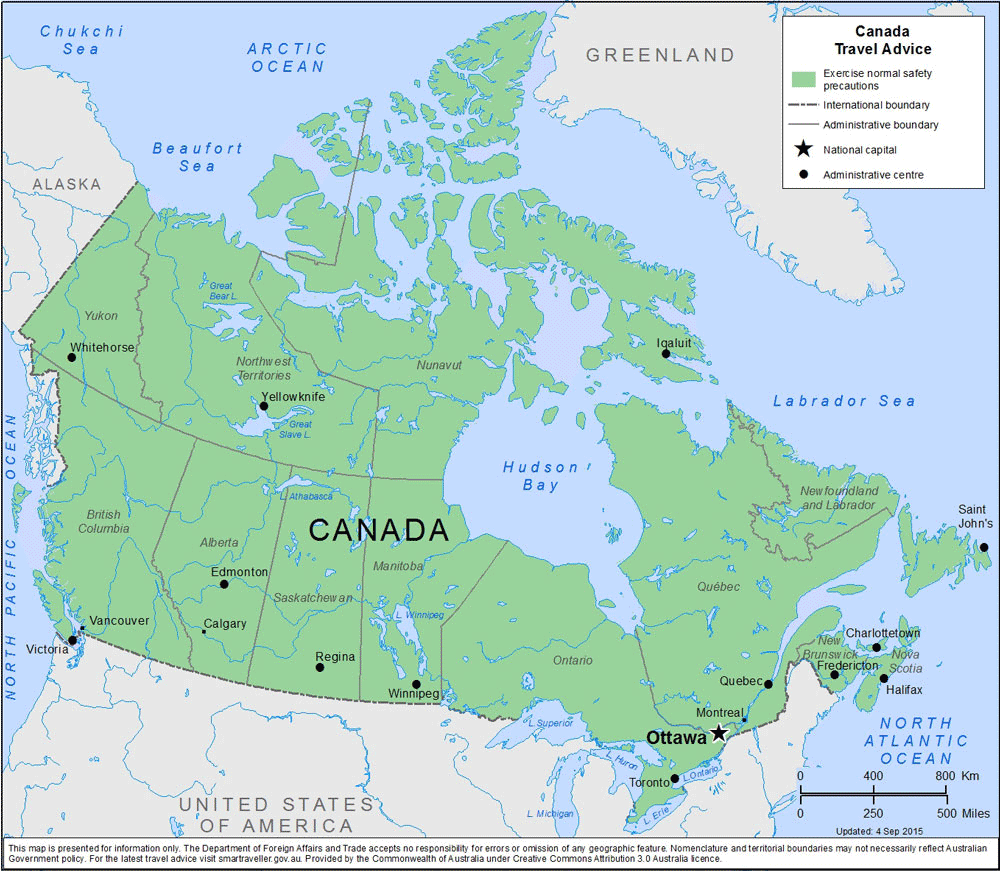 Chukchi
Sea
ARCTIC
OCEAN
GREENLAND
Canada
Travel Advice
Exercise normal safety
precautions
International boundary
Administrative boundary
National capital
Administrative centre
Beaufort
Sea
ALASKA
Great
Bear L.
Yukon
Whitehorse
Northwest
Territories
Nunavut
Iqaluit
Yellowknife
Great
Slave L.
Labrador Sea
NORTH PACIFIC OCEAN
Hudson
Bay
L. Athabasca
Newfoundland
and Labrador
Saint
John's
British
Columbia
CANADA
Alberta
Manitoba
Edmonton
Saskatchewan
Québec
L. Winnipeg
Vancouver
Calgary
Victoria
Regina
Winnipeg
Ontario
Charlottetown
New
Brunswick
Nova
Scotia
Fredericton
Halifax
Quebec
Montreal
Ottawa
L. Superior
L. Huron
Toronto
L.Ontario
L. Erie
L. Michigan
NORTH
ATLANTIC
OCEAN
UNITED STATES
OF AMERICA
0 400 800 Km
0 250 500 Miles
Updated: 4 Sep 2015
This map is presented for information only. The Department of Foreign Affairs and Trade accepts no responsibility for errors or omission of any geographic feature. Nomenclature and territorial boundaries may not necessarily reflect Australian
Government policy. For the latest travel advice visit smartraveller.gov.au. Provided by the Commonwealth of Australia under Creative Commons Attribution 3.0 Australia licence.